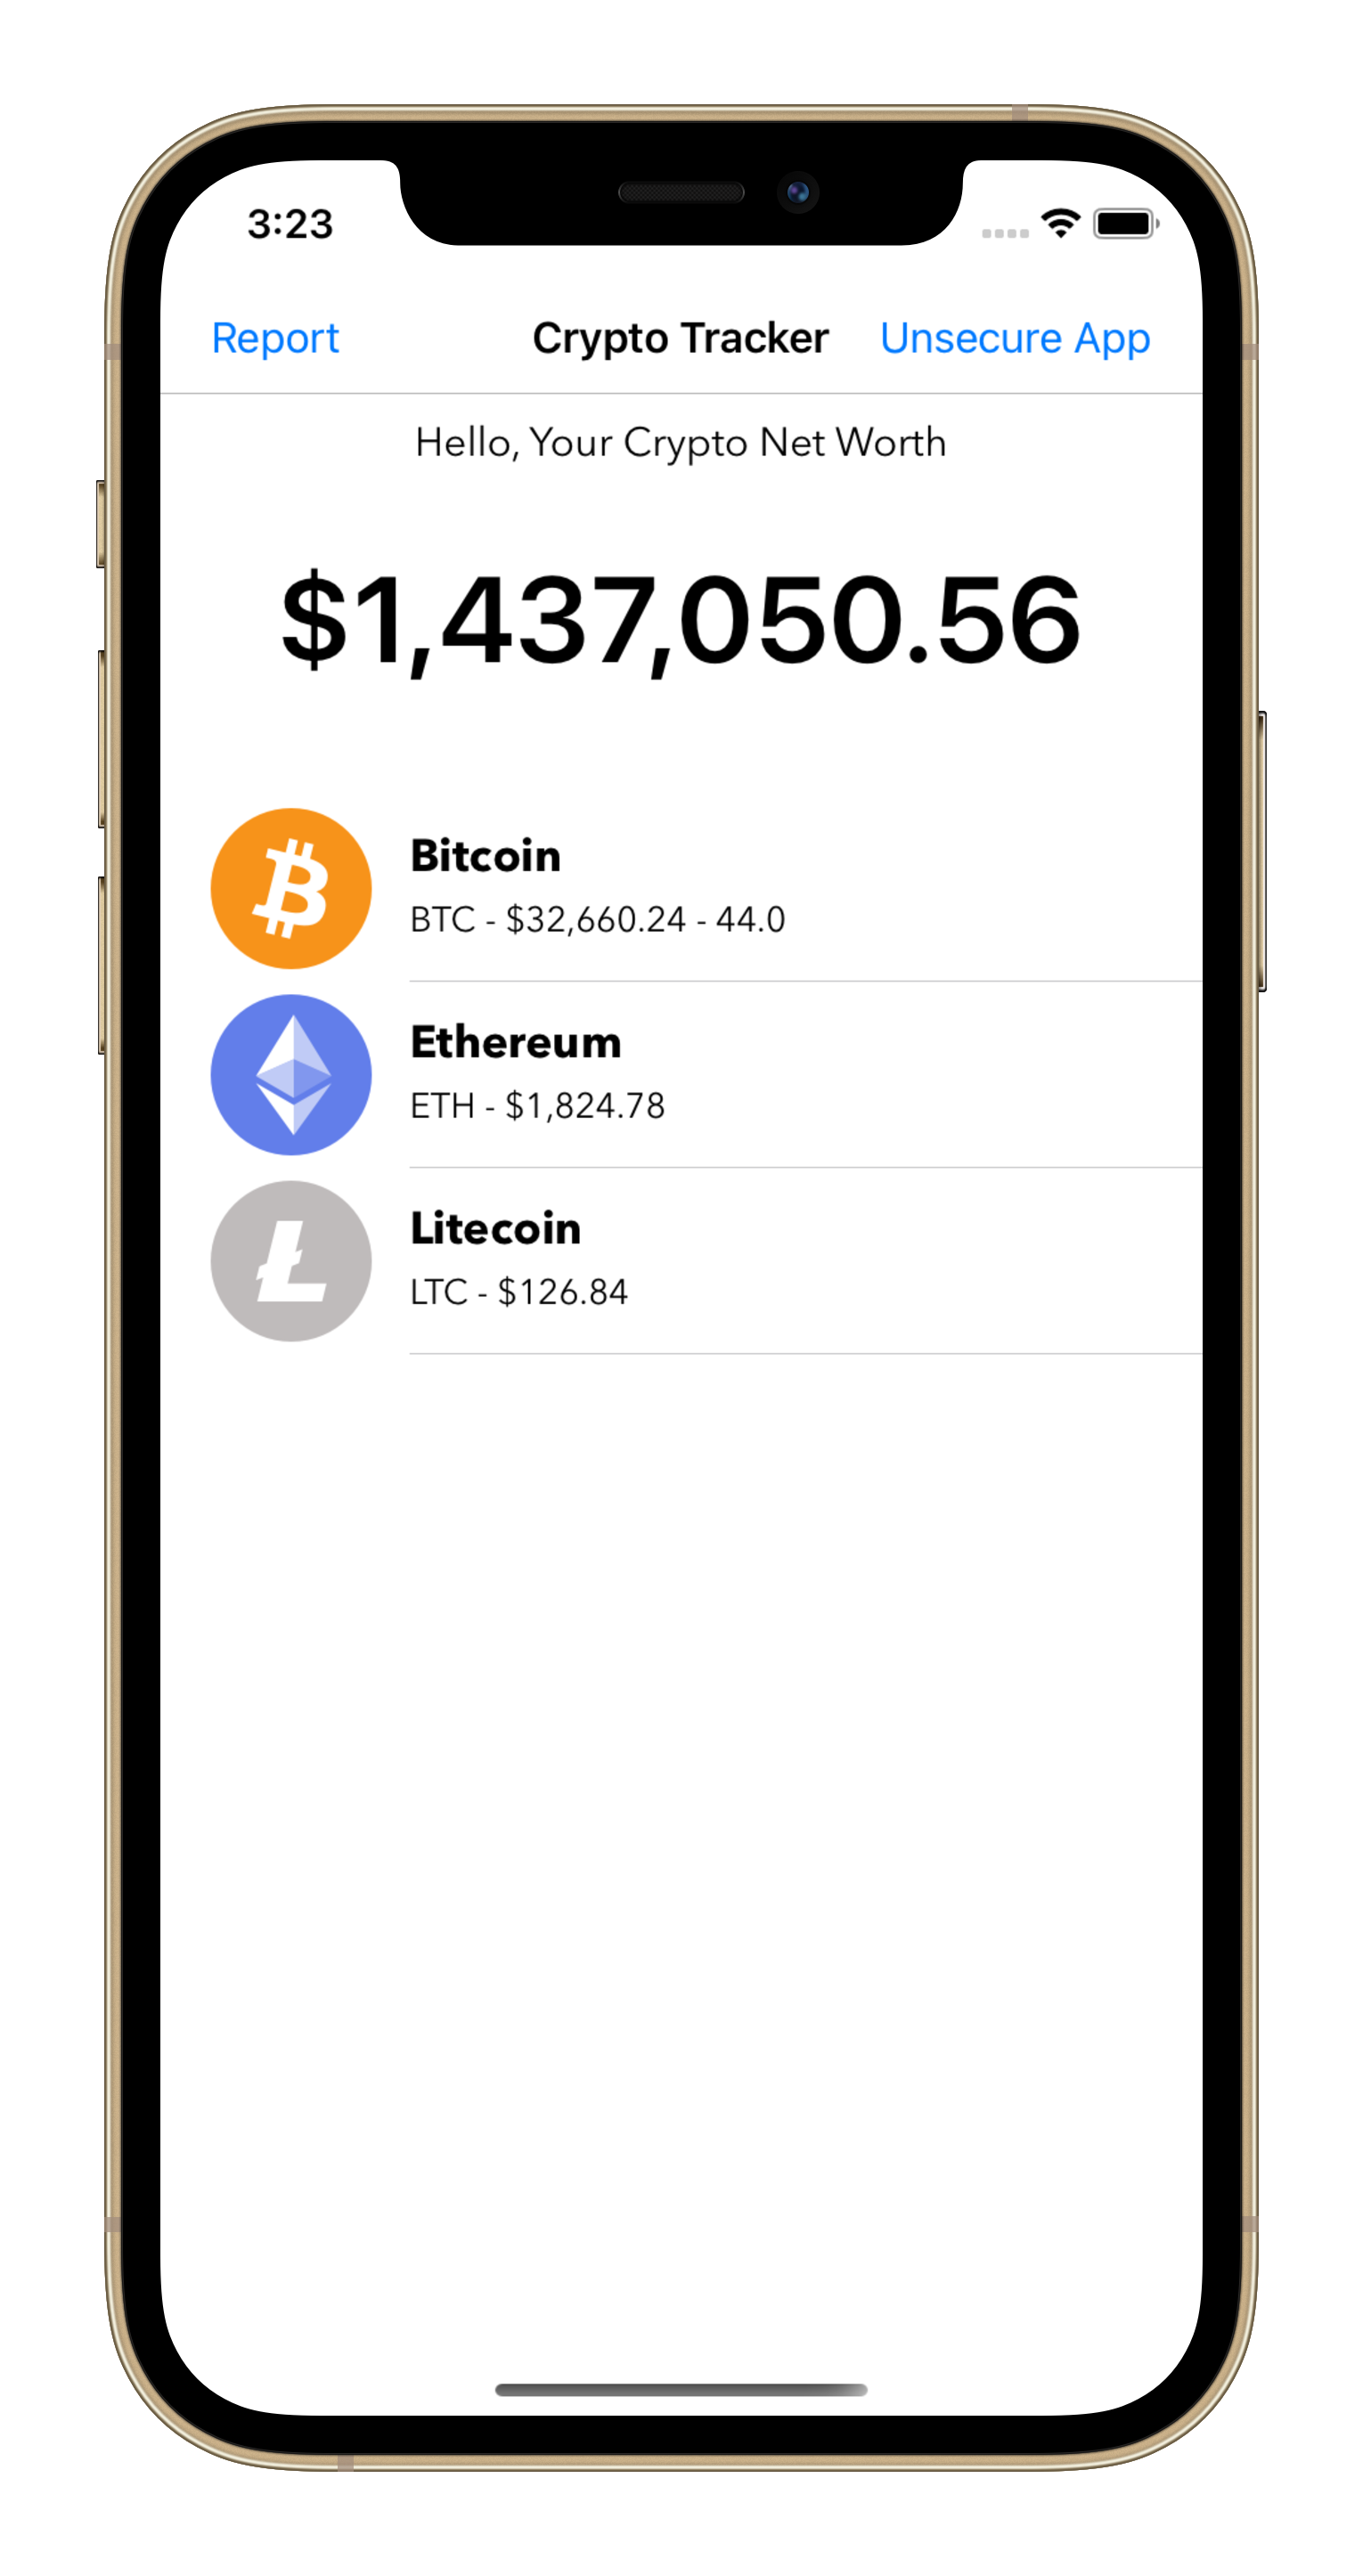 3:23
Report Crypto Tracker Unsecure App
Hello, Your Crypto Net Worth
$1,437,050.56
Bitcoin
BTC - $32,660.24 - 44.0
Ethereum
ETH - $1,824.78
Litecoin
LTC - $126.84